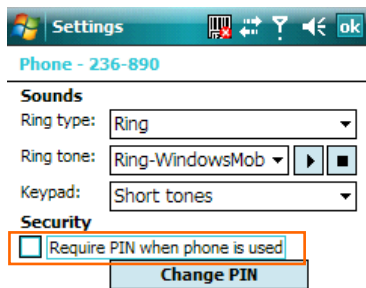 Settings ok
Phone - 236-890
Sounds
Ring type: Ring
Ring tone: Ring-WindowsMob
Keypad: Short tones
Security
Require PIN when phone is used
Change PIN